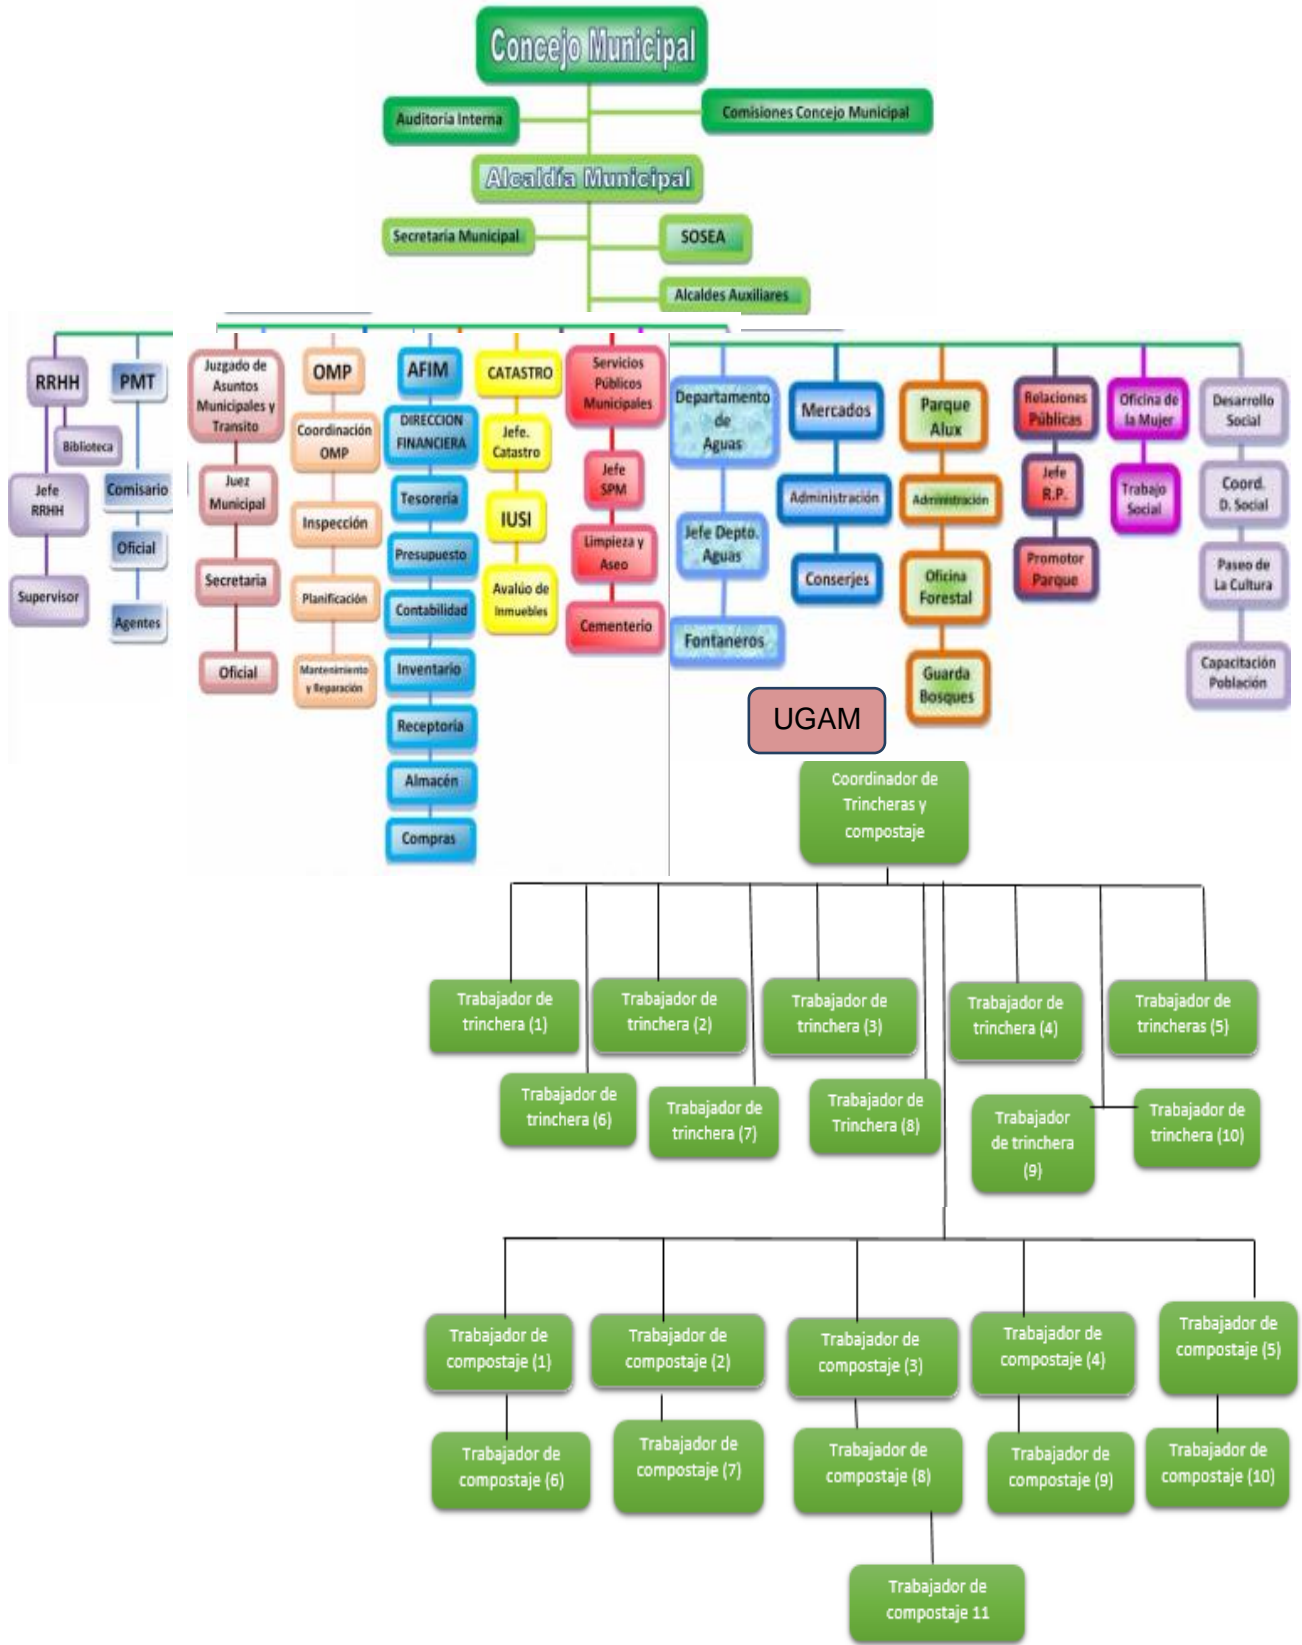 Concejo Municipal
Auditoría Interna
Comisiones Concejo Municipal
Alcaldía Municipal
Secretaría Municipal
SOSEA
Alcaldes Auxiliares
RRHH
Biblioteca
Jefe
RRHH
Supervisor
PMT
Comisario
Oficial
Agentes
Juzgado de
Asuntos
Municipales y
Transito
Juez
Municipal
Secretaria
Oficial
OMP
Coordinación
OMP
Inspección
Planificación
Mantenimiento
y Reparación
AFIM
DIRECCION
FINANCIERA
Tesorería
Presupuesto
Contabilidad
Inventario
Receptoría
Almacén
Compras
CATASTRO
Jefe.
Catastro
IUSI
Avalúo de
Inmuebles
Servicios
Públicos
Municipales
Jefe
SPM
Limpieza y
Aseo
Cementerio
Departamento
de
Aguas
Jefe Depto.
Aguas
Fontaneros
Mercados
Administración
Conserjes
Parque
Alux
Administración
Oficina
Forestal
Guarda
Bosques
Relaciones
Públicas
Jefe
R.P.
Promotor
Parque
Oficina de
la Mujer
Trabajo
Social
Desarrollo
Social
Coord.
D. Social
Paseo de
La Cultura
Capacitación
Población
UGAM
Coordinador de
Trincheras y
compostaje
Trabajador de
trinchera (1)
Trabajador de
trinchera (2)
Trabajador de
trinchera (3)
Trabajador de
trinchera (4)
Trabajador de
trincheras (5)
Trabajador de
trinchera (6)
Trabajador de
trinchera (7)
Trabajador de
Trinchera (8)
Trabajador
de trinchera
(9)
Trabajador de
trinchera (10)
Trabajador de
compostaje (1)
Trabajador de
compostaje (2)
Trabajador de
compostaje (3)
Trabajador de
compostaje (4)
Trabajador de
compostaje (5)
Trabajador de
compostaje (6)
Trabajador de
compostaje (7)
Trabajador de
compostaje (8)
Trabajador de
compostaje (9)
Trabajador de
compostaje (10)
Trabajador de
compostaje 11